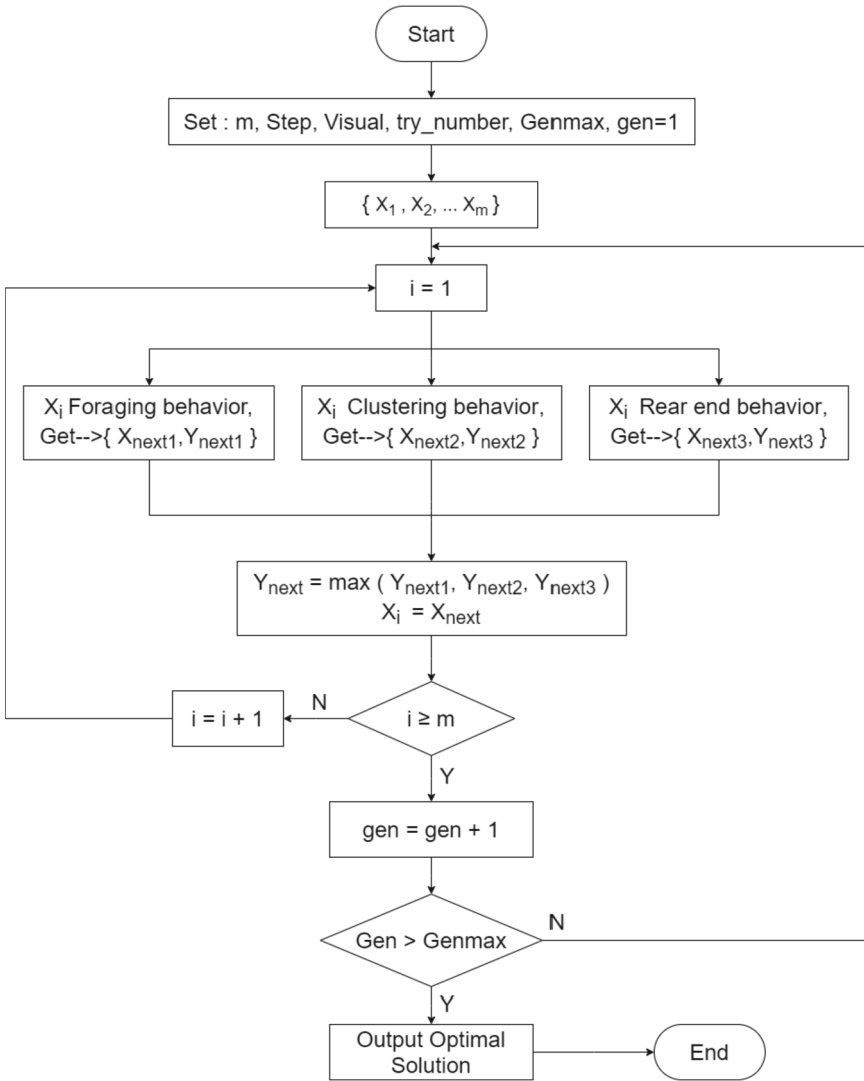 Start
Set : m, Step, Visual, try_number, Genmax, gen=1
{ X₁ , X₂, ... Xₘ }
i = 1
Xᵢ Foraging behavior,
Get-->{ Xnext1,Ynext1 }
Xᵢ Clustering behavior,
Get-->{ Xnext2,Ynext2 }
Xᵢ Rear end behavior,
Get-->{ Xnext3,Ynext3 }
Ynext = max ( Ynext1, Ynext2, Ynext3 )
Xᵢ = Xnext
i ≥ m
N
i = i + 1
Y
gen = gen + 1
Gen > Genmax
N
Y
Output Optimal
Solution
End